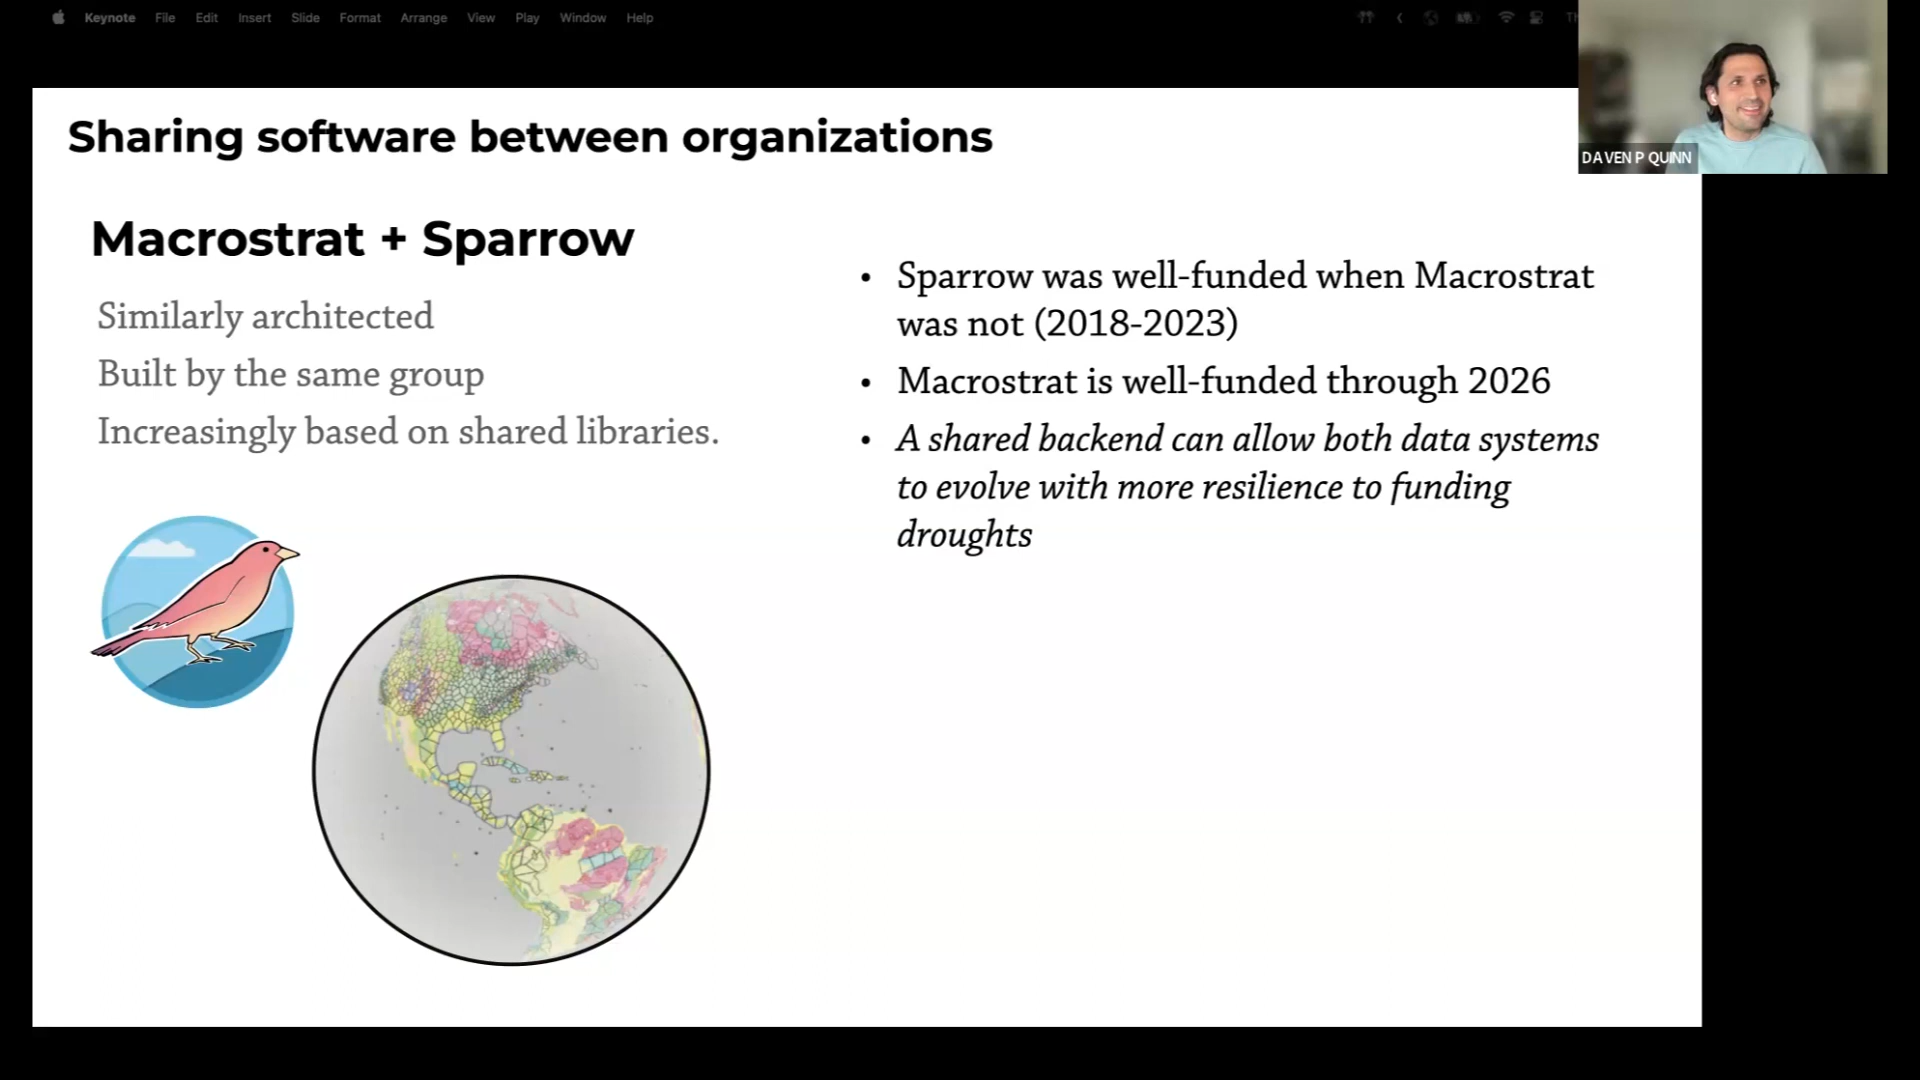 Keynote File Edit Insert Slide Format Arrange View Play Window Help
DAVEN P QUINN
Sharing software between organizations
Macrostrat + Sparrow
Similarly architected
Built by the same group
Increasingly based on shared libraries.
• Sparrow was well-funded when Macrostrat
was not (2018-2023)
• Macrostrat is well-funded through 2026
• A shared backend can allow both data systems
to evolve with more resilience to funding
droughts